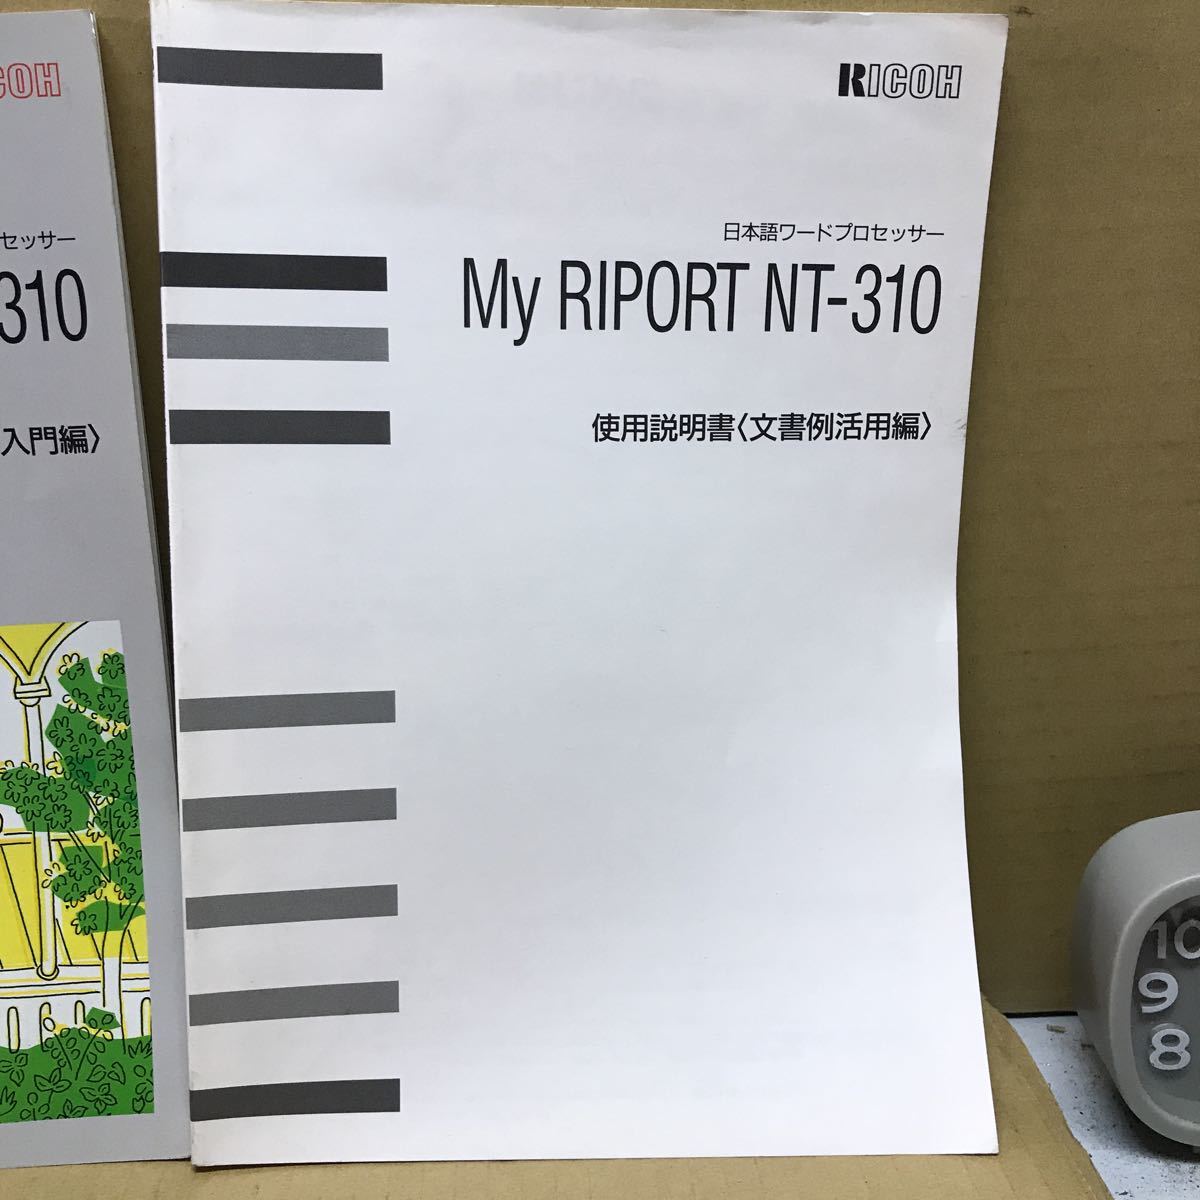 COH
セッサー
310
入門編〉
RICOH
日本語ワードプロセッサー
My RIPORT NT-310
使用説明書〈文書例活用編〉
10
9
8